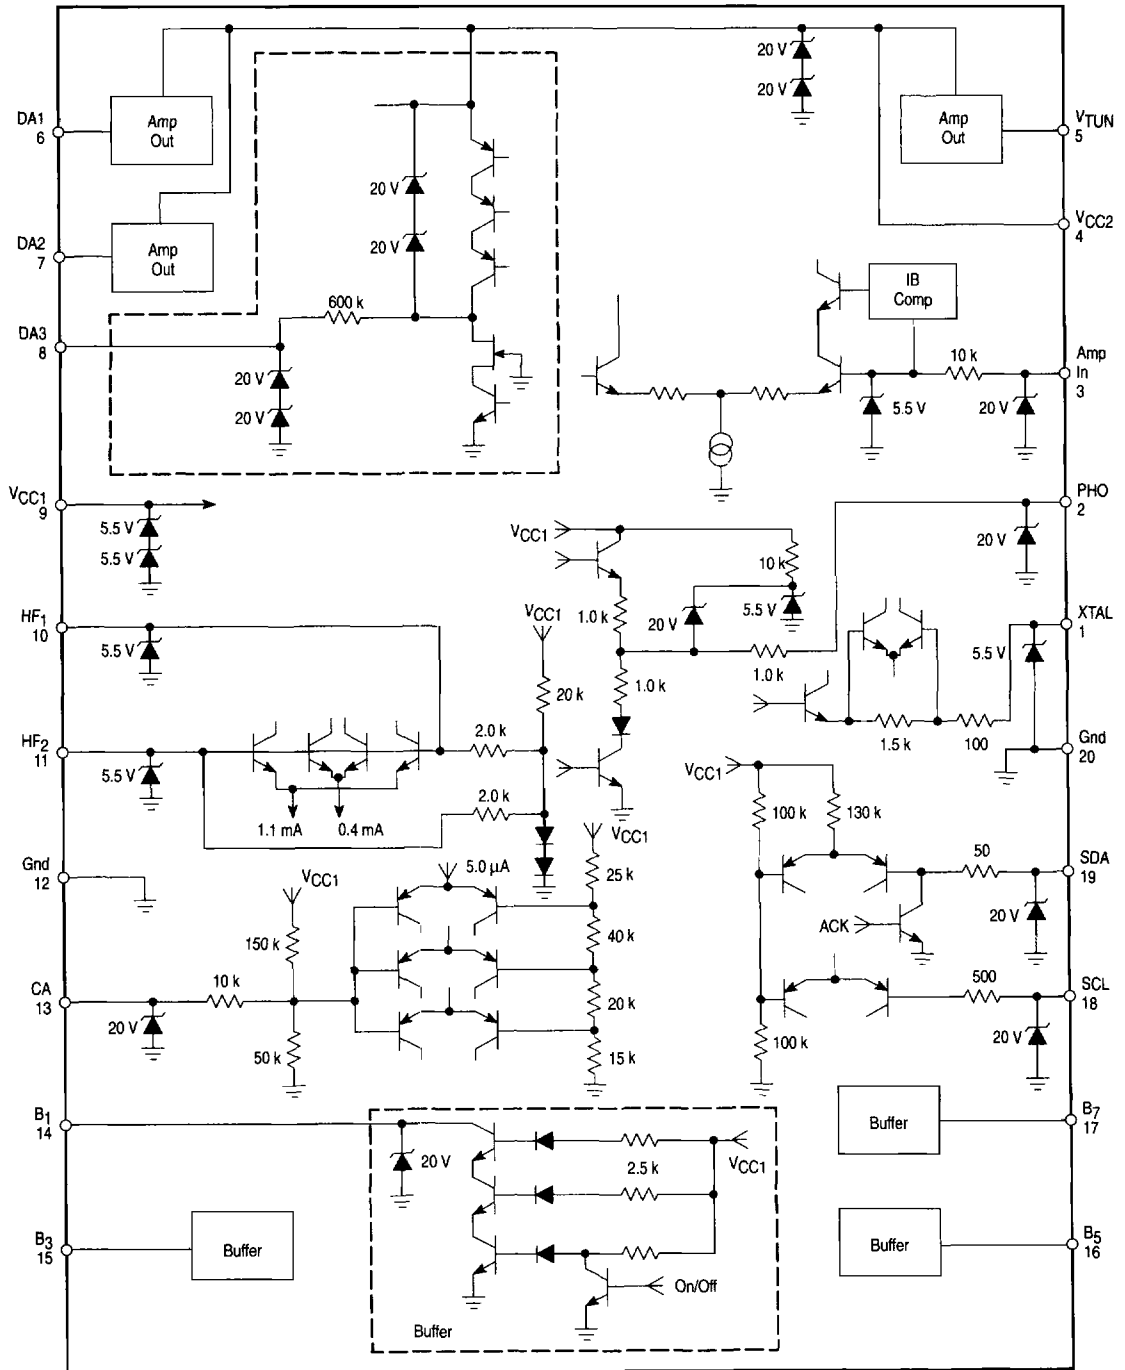 20 V
20 V
DA1
6
Amp
Out
Amp
Out
VTUN
5
20 V
20 V
DA2
7
Amp
Out
VCC2
4
IB
Comp
600 k
DA3
8
20 V
20 V
10 k
Amp
In
3
5.5 V
20 V
VCC1
9
5.5 V
5.5 V
PHO
2
20 V
VCC1
10 k
HF1
10
5.5 V
VCC1
1.0 k
20 V
5.5 V
XTAL
1
5.5 V
1.0 k
1.0 k
20 k
1.5 k
100
HF2
11
5.5 V
2.0 k
Gnd
20
VCC1
1.1 mA
0.4 mA
2.0 k
100 k
130 k
VCC1
Gnd
12
VCC1
5.0 µA
25 k
50
SDA
19
20 V
ACK
150 k
40 k
CA
13
10 k
20 V
20 k
500
SCL
18
20 V
50 k
15 k
100 k
B1
14
20 V
2.5 k
VCC1
Buffer
B7
17
B3
15
Buffer
Buffer
B5
16
On/Off
Buffer